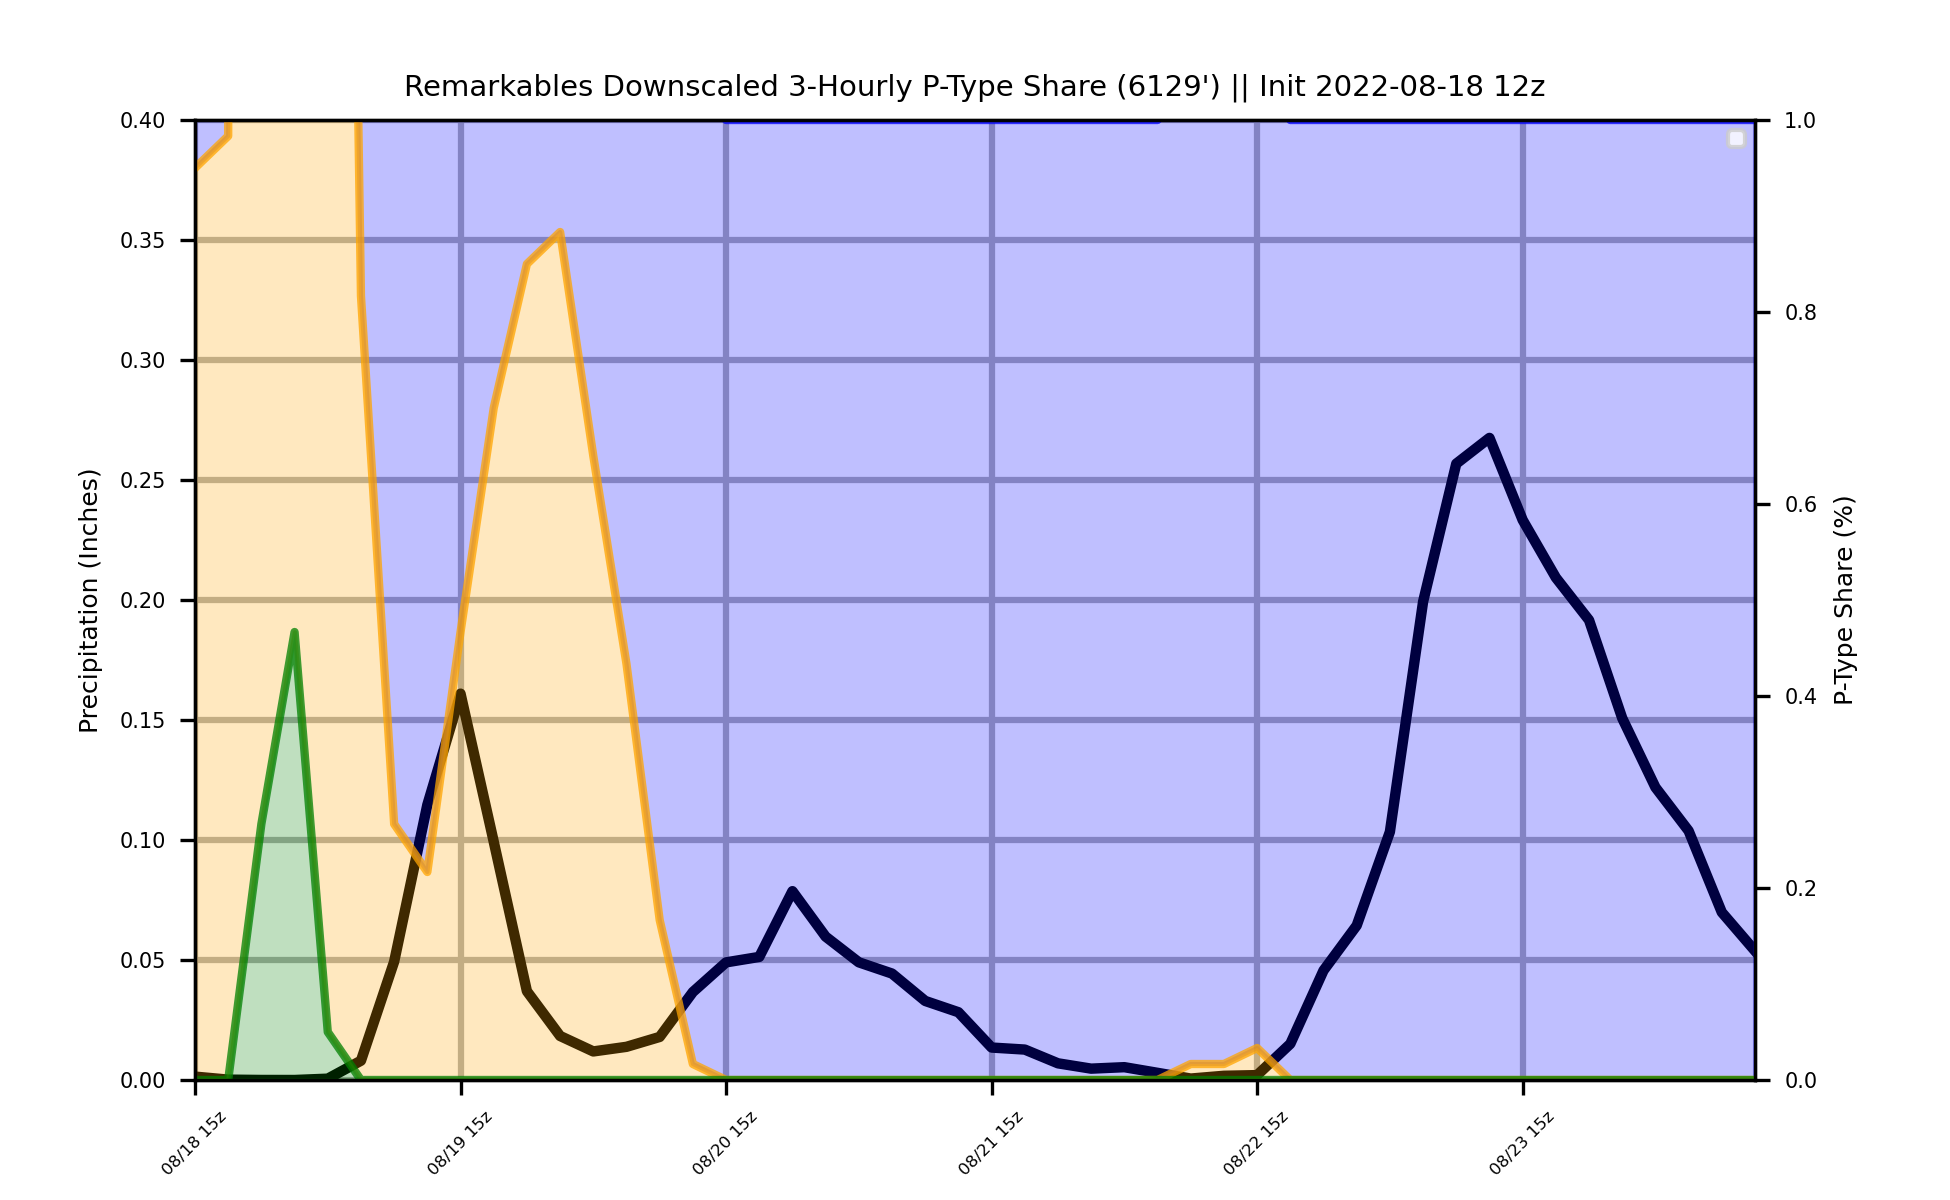 Remarkables Downscaled 3-Hourly P-Type Share (6129') || Init 2022-08-18 12z
0.40
0.35
0.30
0.25
0.20
0.15
0.10
0.05
0.00
Precipitation (Inches)
1.0
0.8
0.6
0.4
0.2
0.0
P-Type Share (%)
08/18 15z
08/19 15z
08/20 15z
08/21 15z
08/22 15z
08/23 15z